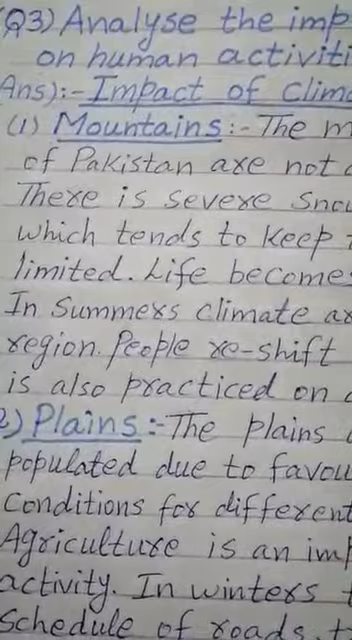 Q3) Analyse the imp
on human activiti
Ans):- Impact of Clim
(1) Mountains:- The m
of Pakistan are not
There is severe Sno
which tends to keep
limited. Life become
In Summers climate a
region. People re-shift
is also practiced on
2) Plains:- The plains
populated due to favou
Conditions for different
Agriculture is an imp
activity. In winters
Schedule of roads t